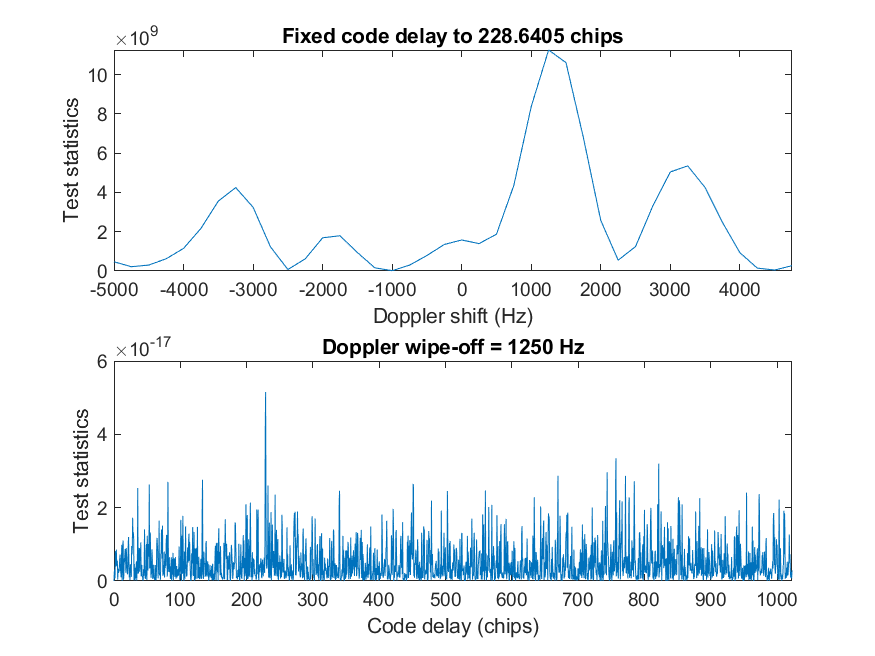 ×10^9
Fixed code delay to 228.6405 chips
10
8
6
4
2
0
Test statistics
-5000 -4000 -3000 -2000 -1000 0 1000 2000 3000 4000
Doppler shift (Hz)
×10^-17
Doppler wipe-off = 1250 Hz
6
4
2
0
Test statistics
0 100 200 300 400 500 600 700 800 900 1000
Code delay (chips)